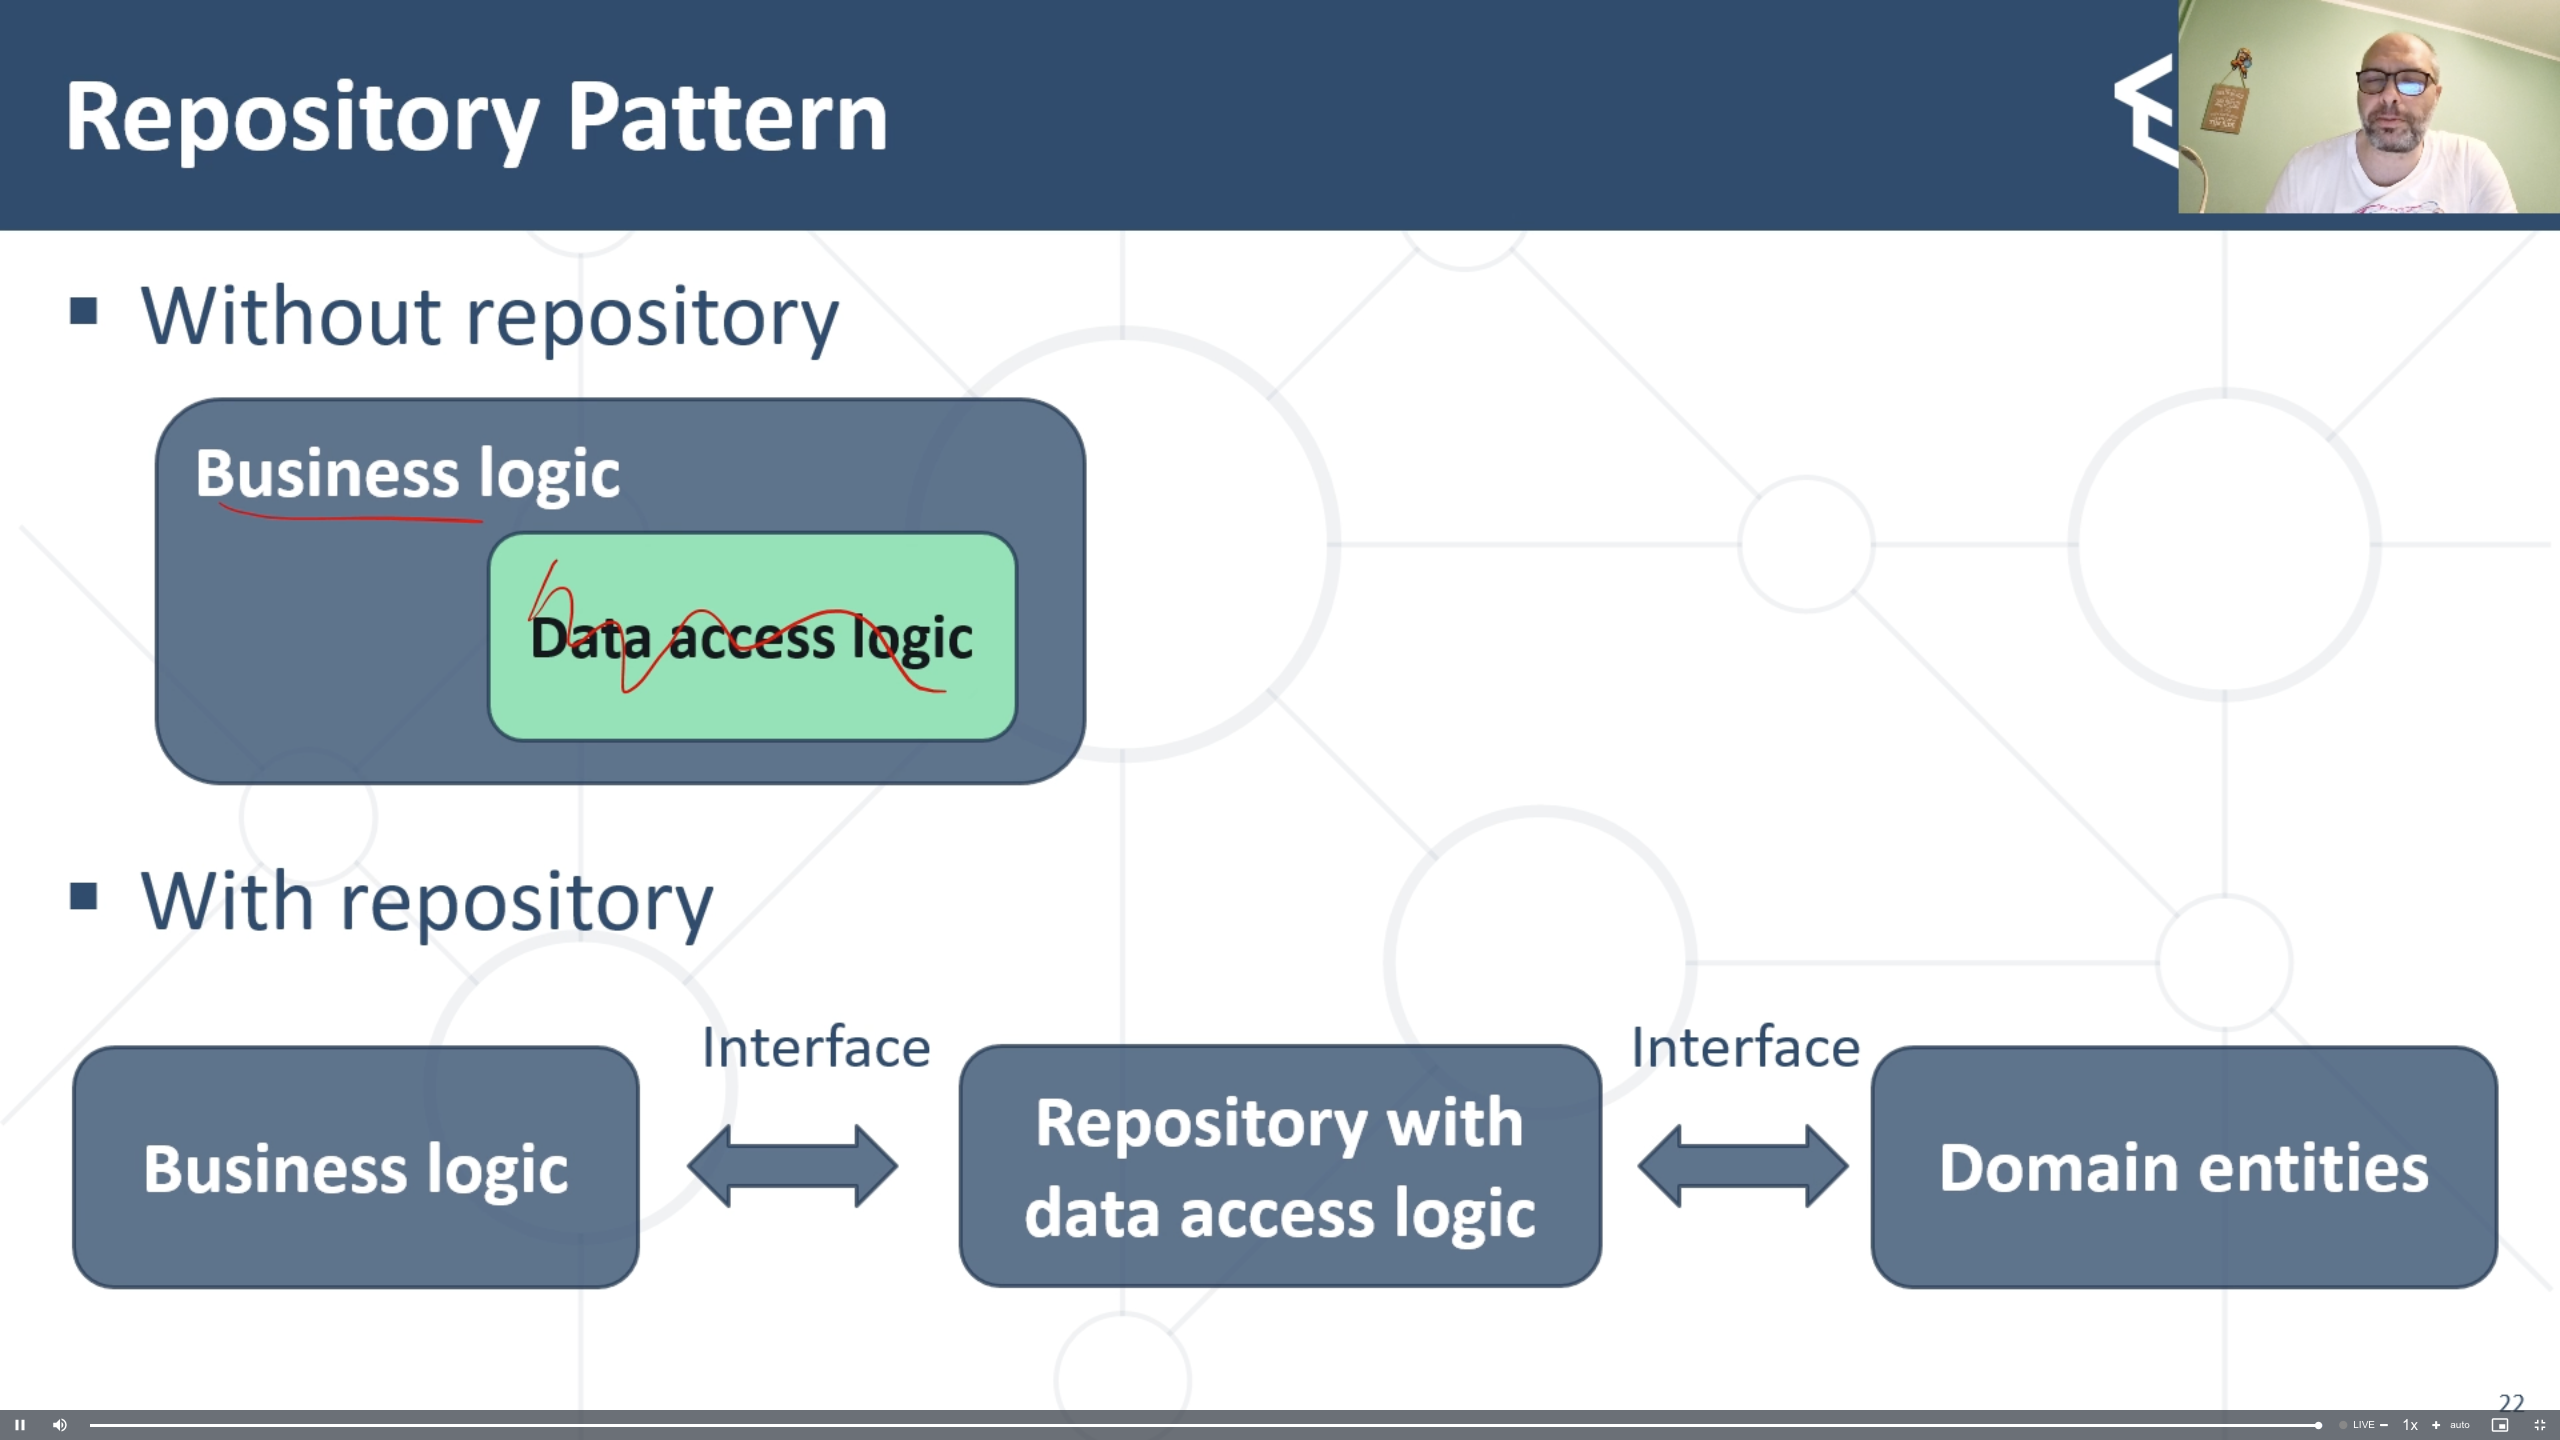 Repository Pattern
Without repository
Business logic
Data access logic
With repository
Interface
Interface
Business logic
Repository with
data access logic
Domain entities
22
LIVE
1x
auto